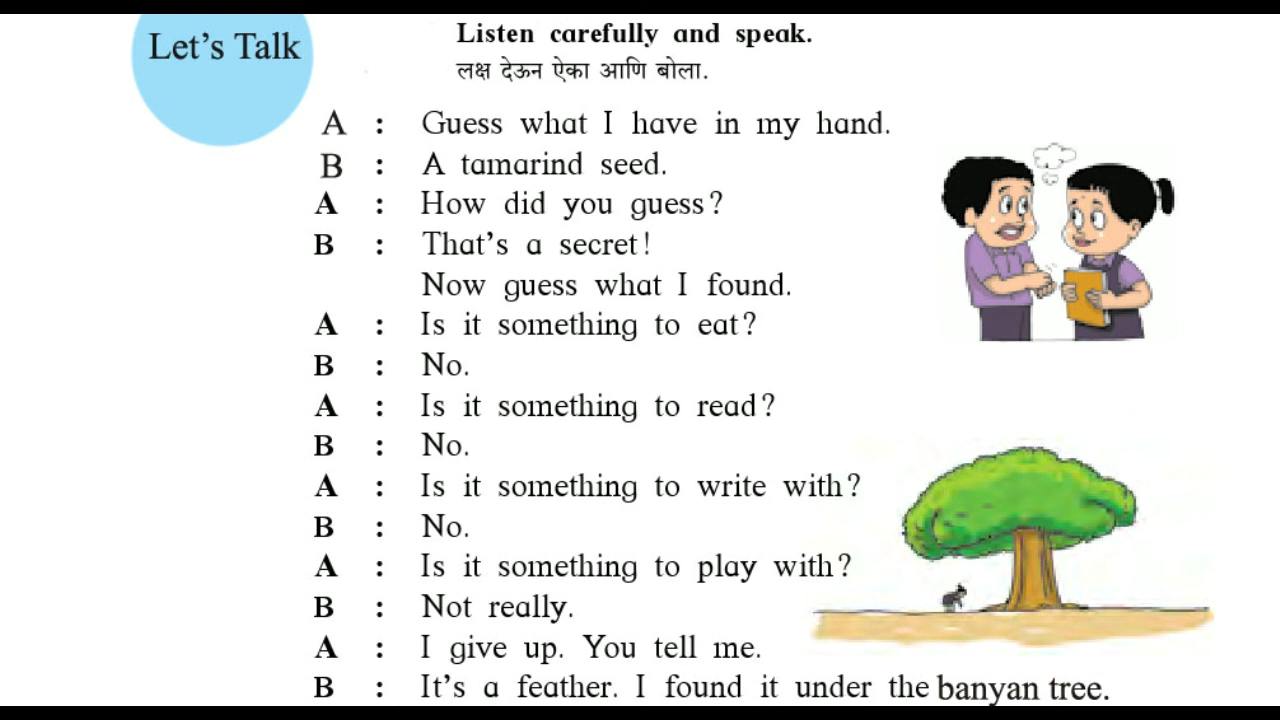 Let's Talk
Listen carefully and speak.
लक्ष देऊन ऐका आणि बोला.
A : Guess what I have in my hand.
B : A tamarind seed.
A : How did you guess?
B : That's a secret!
Now guess what I found.
A : Is it something to eat?
B : No.
A : Is it something to read?
B : No.
A : Is it something to write with?
B : No.
A : Is it something to play with?
B : Not really.
A : I give up. You tell me.
B : It's a feather. I found it under the banyan tree.